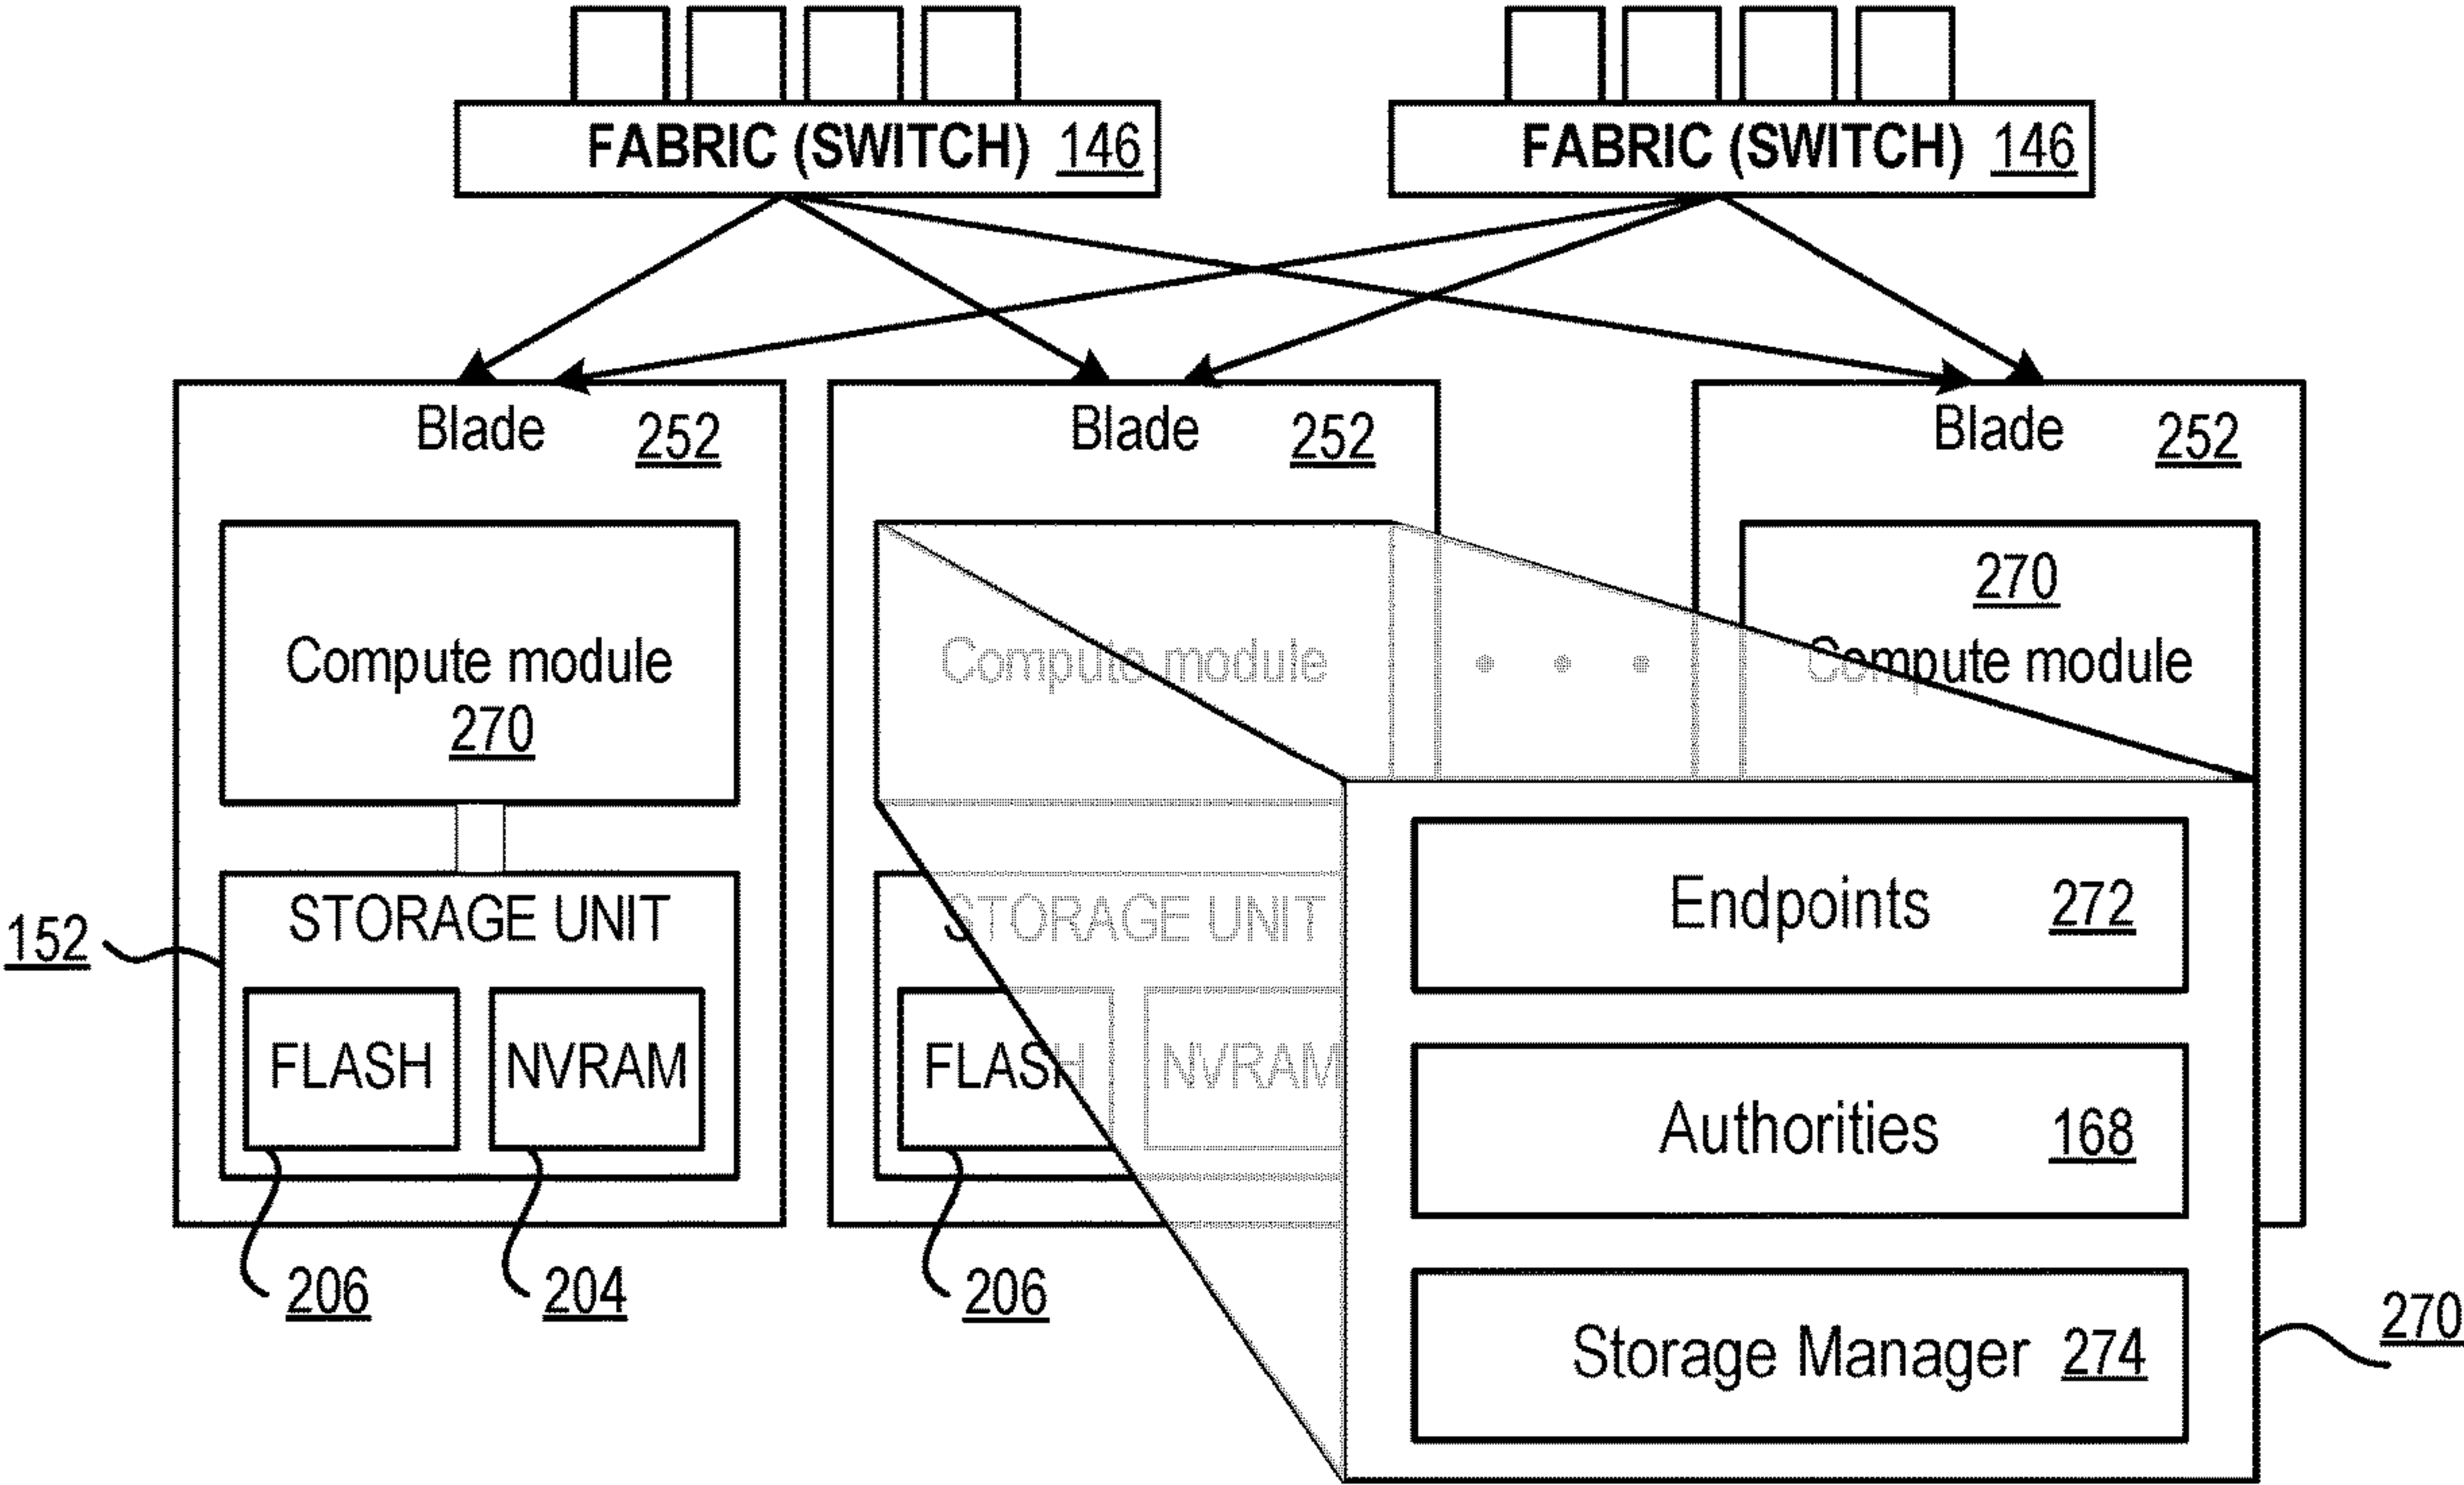 FABRIC (SWITCH) 146
FABRIC (SWITCH) 146
Blade 252
Blade 252
Blade 252
Compute module
270
Compute module
270
Compute module
STORAGE UNIT
152
FLASH
NVRAM
206
204
STORAGE UNIT
FLASH
NVRAM
206
Endpoints 272
Authorities 168
Storage Manager 274
270